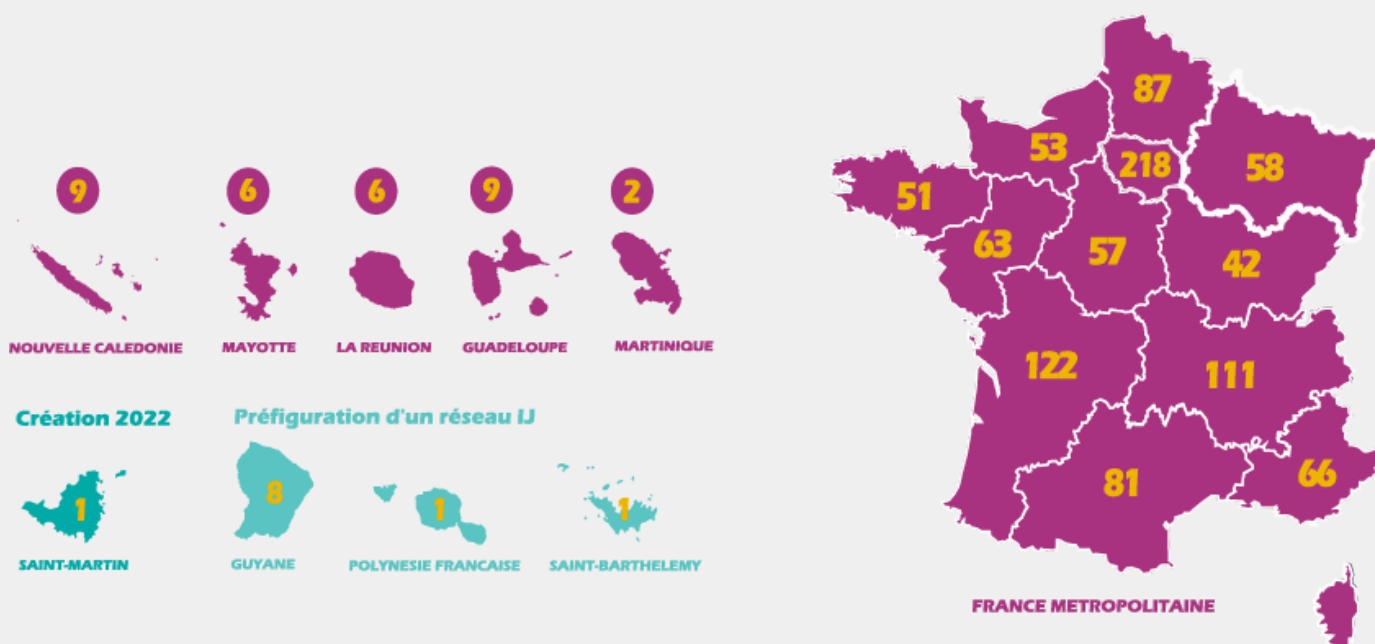 9
6
6
9
2
NOUVELLE CALEDONIE
MAYOTTE
LA REUNION
GUADELOUPE
MARTINIQUE
Création 2022
Préfiguration d'un réseau IJ
1
8
1
1
SAINT-MARTIN
GUYANE
POLYNESIE FRANCAISE
SAINT-BARTHELEMY
87
53
218
58
51
63
57
42
122
111
81
66
FRANCE METROPOLITAINE